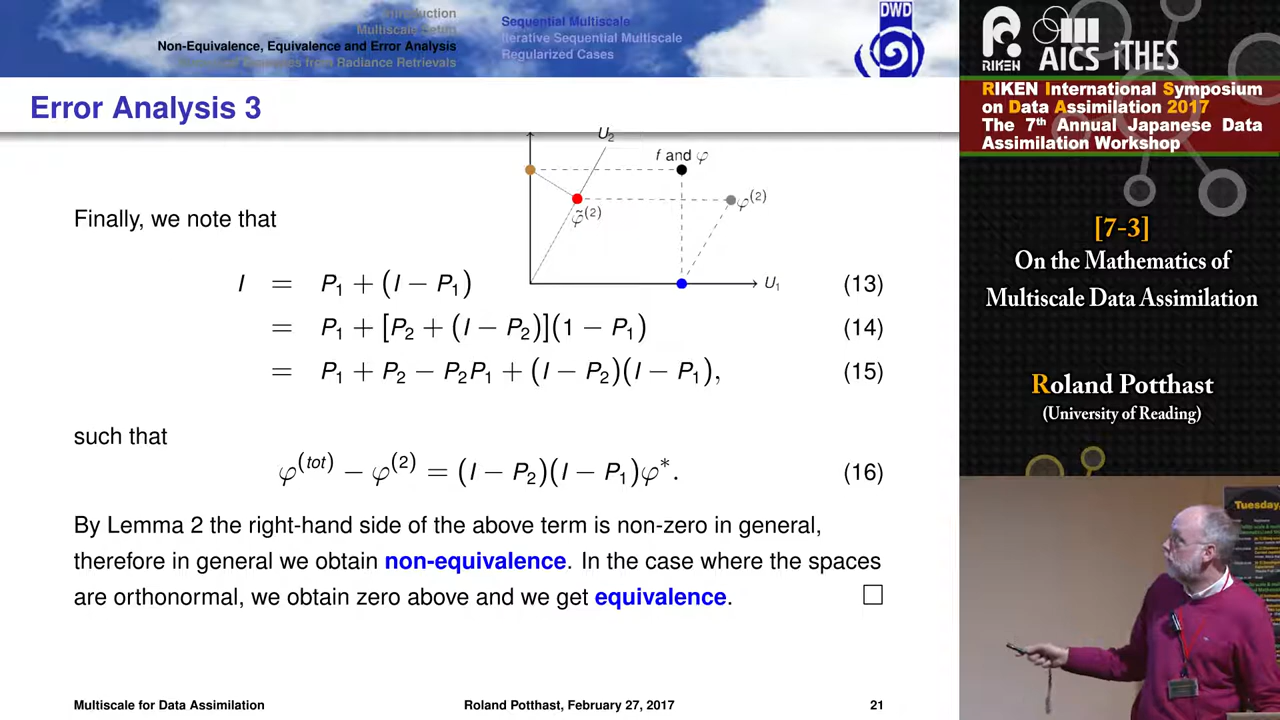 Introduction
Multiscale Setup
Non-Equivalence, Equivalence and Error Analysis
from Radiance Retrievals
Sequential Multiscale
Iterative Sequential Multiscale
Regularized Cases
DWD
Error Analysis 3
U₂
f and φ
φ⁽²⁾
φ̃⁽²⁾
U₁
Finally, we note that
I = P₁ + (I − P₁) (13)
= P₁ + [P₂ + (I − P₂)](1 − P₁) (14)
= P₁ + P₂ − P₂P₁ + (I − P₂)(I − P₁), (15)
such that
φ⁽ᵗᵒᵗ⁾ − φ⁽²⁾ = (I − P₂)(I − P₁)φ*. (16)
By Lemma 2 the right-hand side of the above term is non-zero in general,
therefore in general we obtain non-equivalence. In the case where the spaces
are orthonormal, we obtain zero above and we get equivalence. □
Multiscale for Data Assimilation Roland Potthast, February 27, 2017 21
RIKEN AICS iTHES
RIKEN International Symposium
on Data Assimilation 2017
The 7th Annual Japanese Data
Assimilation Workshop
[7-3]
On the Mathematics of
Multiscale Data Assimilation
Roland Potthast
(University of Reading)
Tuesday,